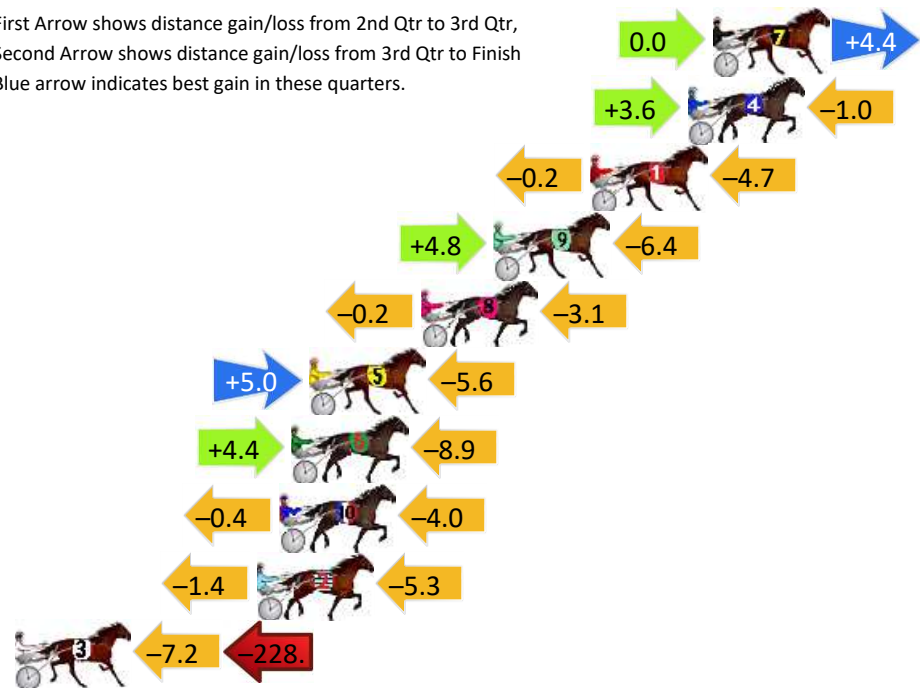 First Arrow shows distance gain/loss from 2nd Qtr to 3rd Qtr,
Second Arrow shows distance gain/loss from 3rd Qtr to Finish
Blue arrow indicates best gain in these quarters.
0.0 7 +4.4
+3.6 4 –1.0
–0.2 1 –4.7
+4.8 9 –6.4
–0.2 8 –3.1
+5.0 5 –5.6
+4.4 6 –8.9
–0.4 10 –4.0
–1.4 2 –5.3
3 –7.2 –228.